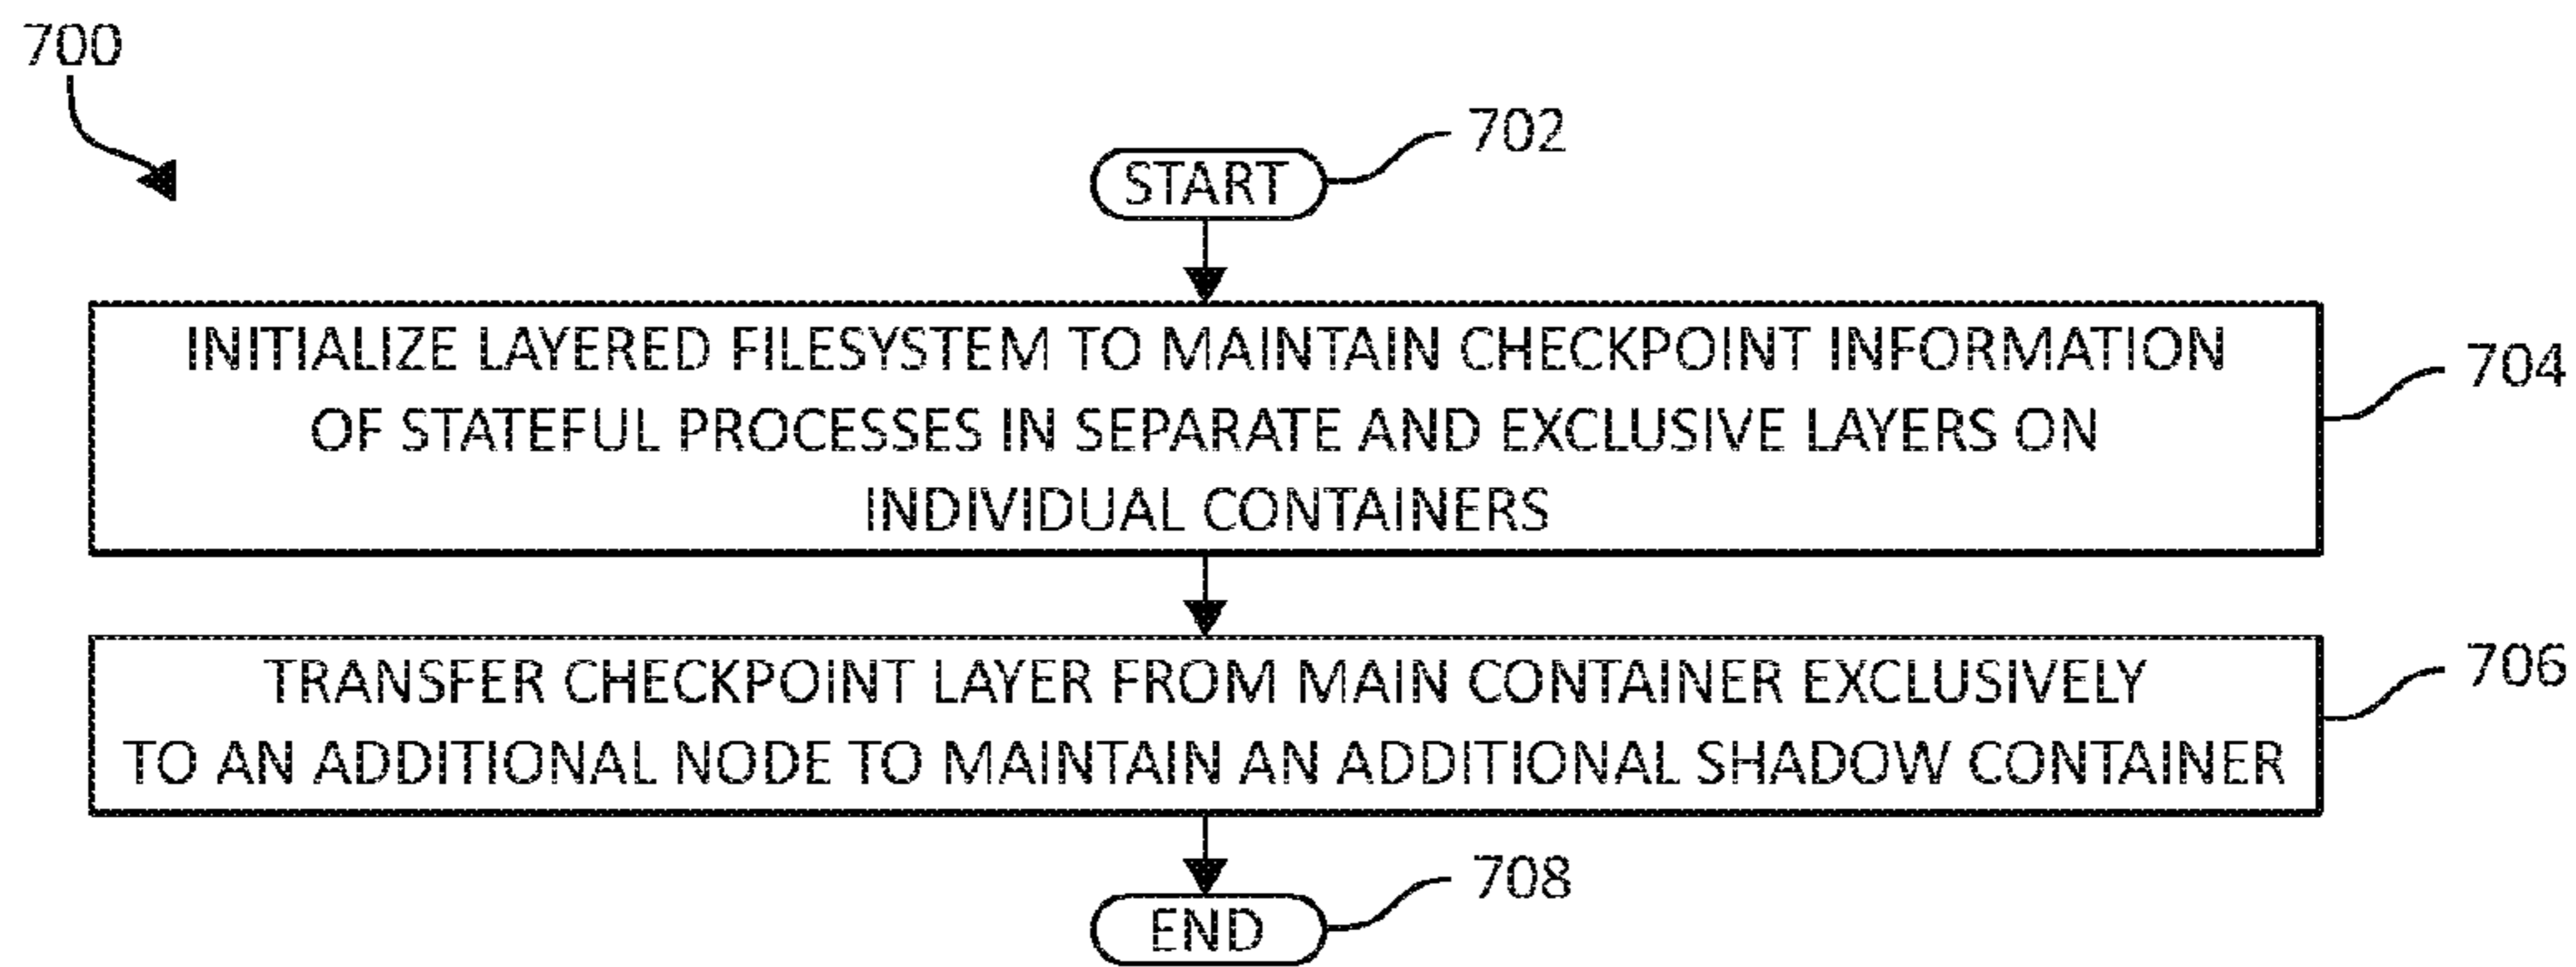 700
702
START
INITIALIZE LAYERED FILESYSTEM TO MAINTAIN CHECKPOINT INFORMATION
OF STATEFUL PROCESSES IN SEPARATE AND EXCLUSIVE LAYERS ON
INDIVIDUAL CONTAINERS
704
TRANSFER CHECKPOINT LAYER FROM MAIN CONTAINER EXCLUSIVELY
TO AN ADDITIONAL NODE TO MAINTAIN AN ADDITIONAL SHADOW CONTAINER
706
708
END